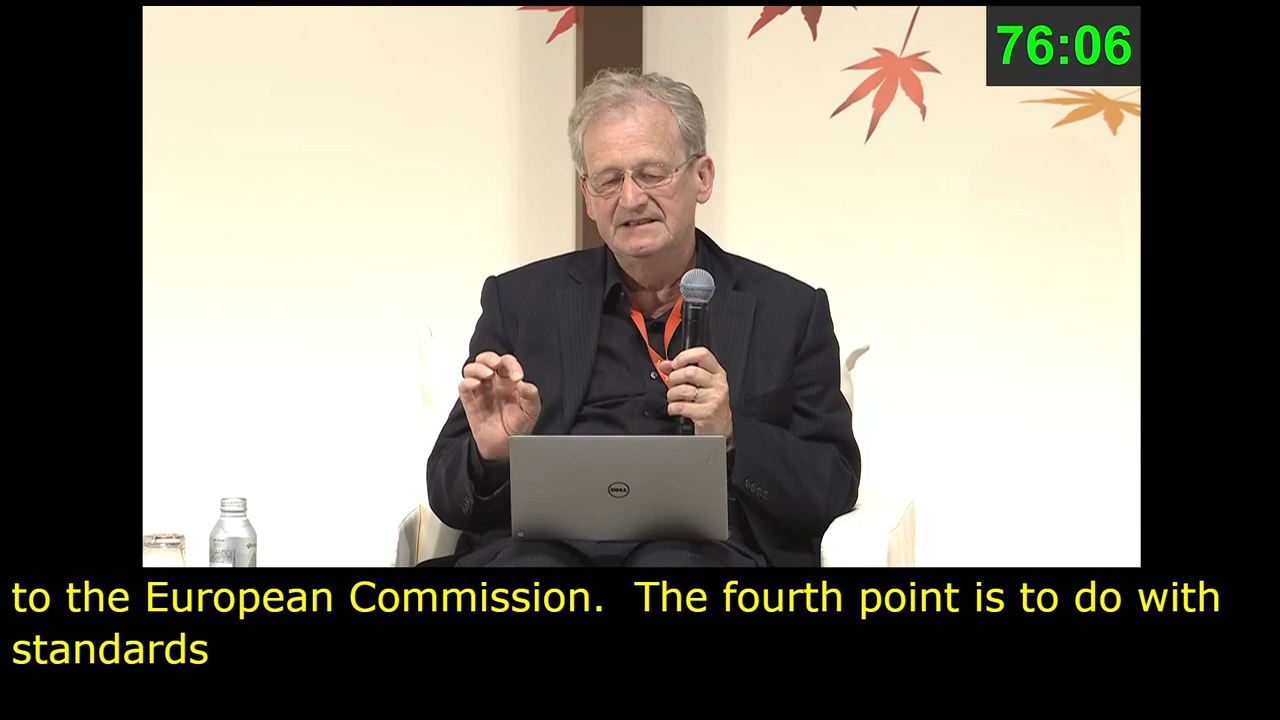 76:06
DELL
to the European Commission.  The fourth point is to do with
standards